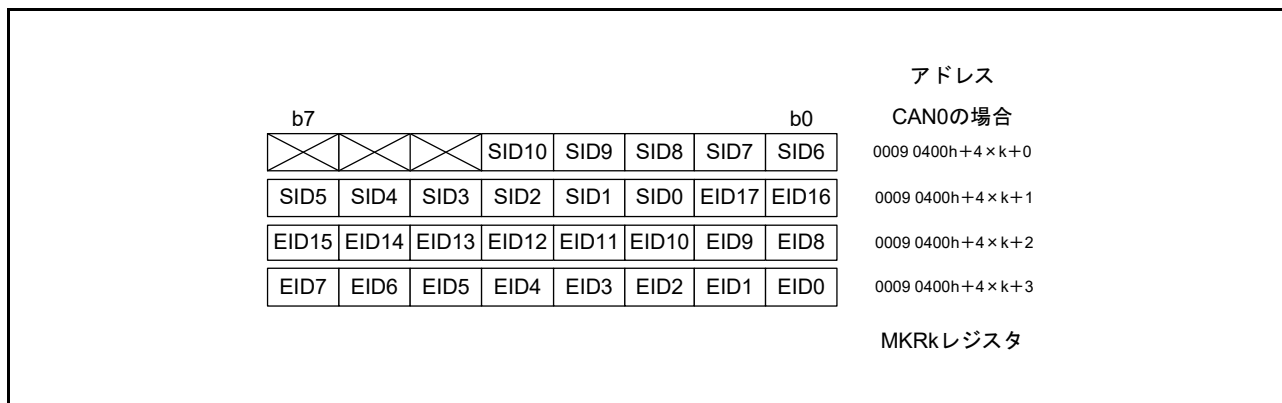 アドレス
b7 b0 CAN0の場合
SID10 SID9 SID8 SID7 SID6 0009 0400h+4×k+0
SID5 SID4 SID3 SID2 SID1 SID0 EID17 EID16 0009 0400h+4×k+1
EID15 EID14 EID13 EID12 EID11 EID10 EID9 EID8 0009 0400h+4×k+2
EID7 EID6 EID5 EID4 EID3 EID2 EID1 EID0 0009 0400h+4×k+3
MKRkレジスタ